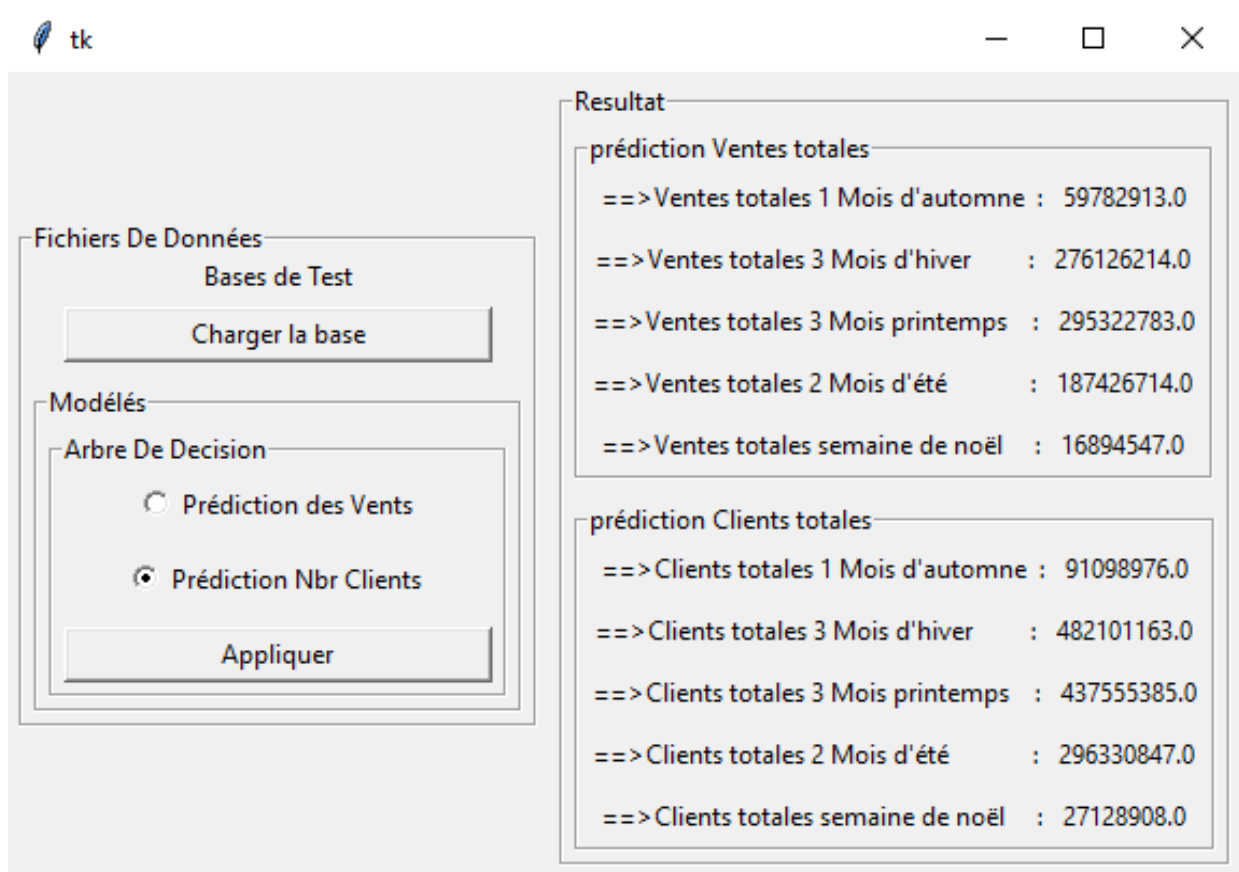 tk
Fichiers De Données
Bases de Test
Charger la base
Modélés
Arbre De Decision
Prédiction des Vents
Prédiction Nbr Clients
Appliquer
Resultat
prédiction Ventes totales
==>Ventes totales 1 Mois d'automne : 59782913.0
==>Ventes totales 3 Mois d'hiver : 276126214.0
==>Ventes totales 3 Mois printemps : 295322783.0
==>Ventes totales 2 Mois d'été : 187426714.0
==>Ventes totales semaine de noël : 16894547.0
prédiction Clients totales
==>Clients totales 1 Mois d'automne : 91098976.0
==>Clients totales 3 Mois d'hiver : 482101163.0
==>Clients totales 3 Mois printemps : 437555385.0
==>Clients totales 2 Mois d'été : 296330847.0
==>Clients totales semaine de noël : 27128908.0